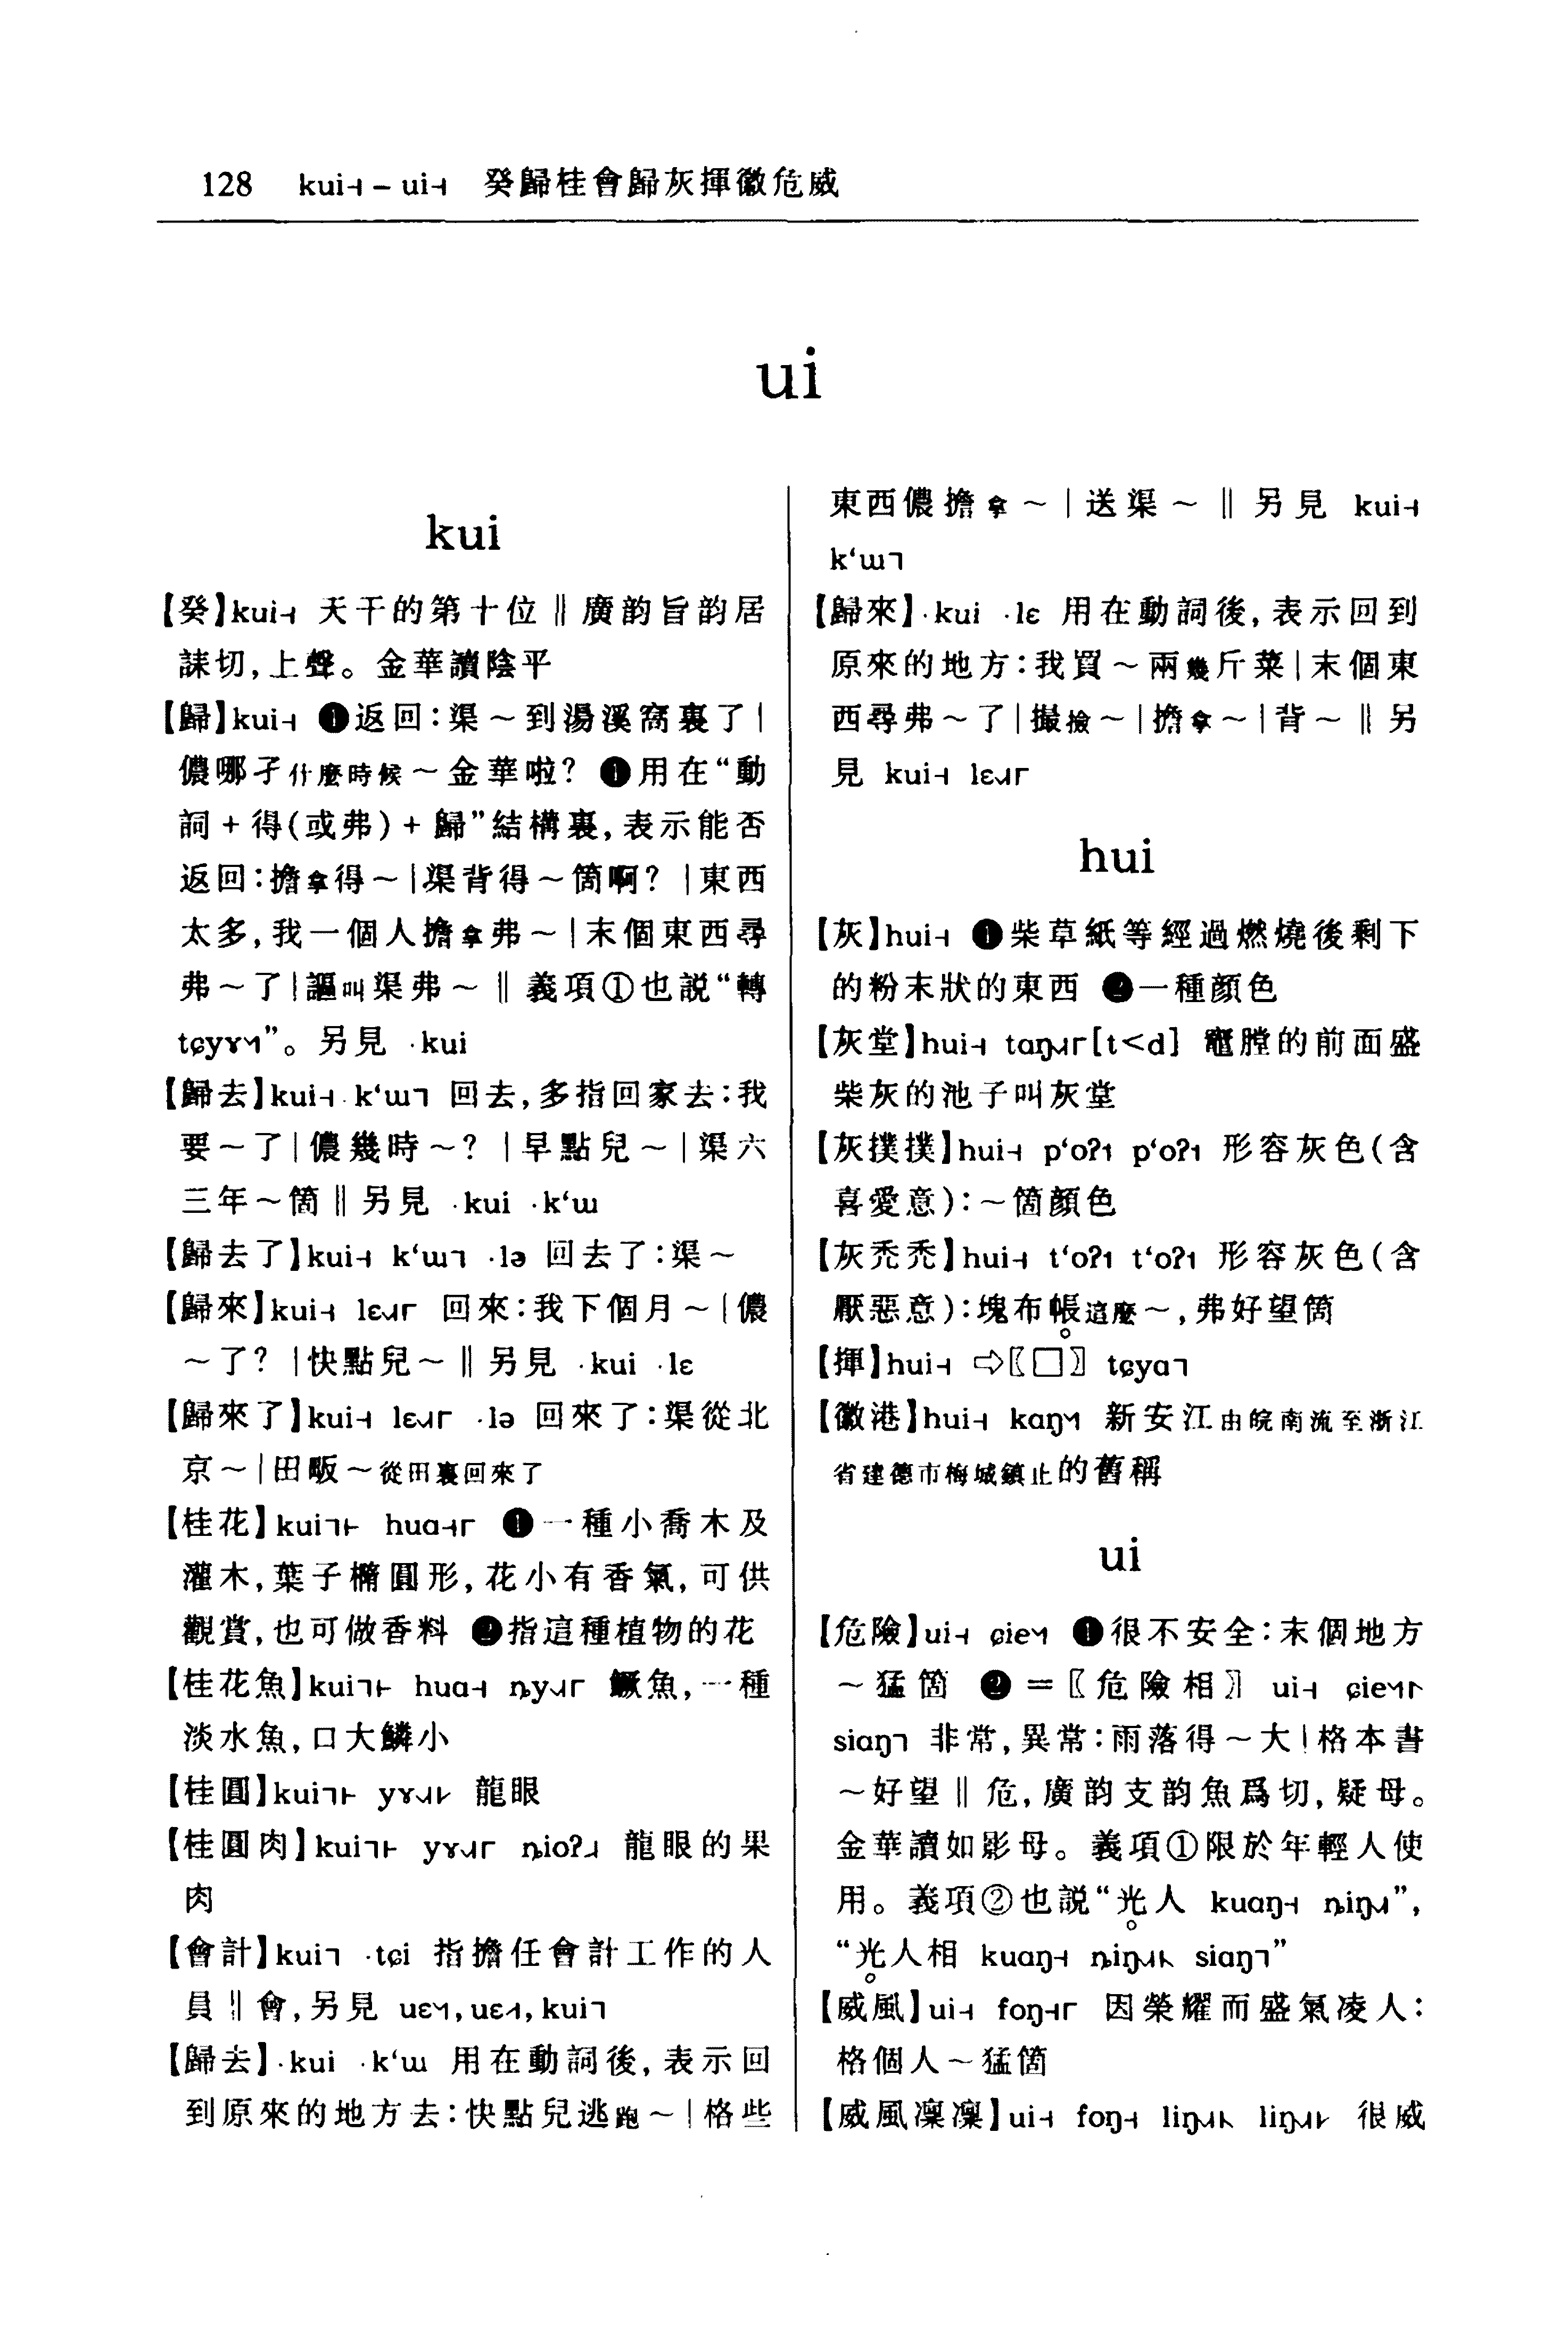 128 kui˧ – ui˧ 癸歸桂會歸灰揮徽危威
ui
kui
【癸】kui˧ 天干的第十位‖廣韵旨韵居
誄切，上聲。金華讀陰平
【歸】kui˧ ❶返回：渠～到湯溪窩裏了｜
儂哪孑什麼時候～金華啦？ ❶用在“動
詞＋得(或弗)＋歸”結構裏，表示能否
返回：擔拿得～｜渠背得～箇啊？｜東西
太多，我一個人擔拿弗～｜末個東西尋
弗～了｜謳叫渠弗～‖義項①也説“轉
tɕyɤ˦˥”。另見 ·kui
【歸去】kui˧ kʻɯ˥ 回去，多指回家去：我
要～了｜儂幾時～？｜早點兒～｜渠六
三年～箇‖另見 ·kui ·kʻɯ
【歸去了】kui˧ kʻɯ˥ ·lə 回去了：渠～
【歸來】kui˧ lɛ˨˩꜒ 回來：我下個月～｜儂
～了？｜快點兒～‖另見 ·kui ·lɛ
【歸來了】kui˧ lɛ˨˩꜒ ·lə 回來了：渠從北
京～｜田畈～從田裏回來了
【桂花】kui˥꜔ hua˧꜒ ❶一種小喬木及
灌木，葉子橢圓形，花小有香氣，可供
觀賞，也可做香料 ❷指這種植物的花
【桂花魚】kui˥꜔ hua˧ ȵy˨˩꜒ 鱖魚，一種
淡水魚，口大鱗小
【桂圓】kui˥꜔ yɤ˨˩꜕ 龍眼
【桂圓肉】kui˥꜔ yɤ˨˩꜒ ȵioʔ˨ 龍眼的果
肉
【會計】kui˥ ·tɕi 指擔任會計工作的人
員‖會，另見 uɛ˦˥，uɛ˩˧，kui˥
【歸去】·kui ·kʻɯ 用在動詞後，表示回
到原來的地方去：快點兒逃跑～｜格些
東西儂擔拿～｜送渠～‖另見 kui˧
kʻɯ˥
【歸來】·kui ·lɛ 用在動詞後，表示回到
原來的地方：我買～兩幾斤菜｜末個東
西尋弗～了｜撮撿～｜擔拿～｜背～‖另
見 kui˧ lɛ˨˩꜒
hui
【灰】hui˧ ❶柴草紙等經過燃燒後剩下
的粉末狀的東西 ❷一種顔色
【灰堂】hui˧ taŋ˨˩꜒[t<d] 竈膛的前面盛
柴灰的池子叫灰堂
【灰撲撲】hui˧ pʻoʔ˦ pʻoʔ˦ 形容灰色(含
喜愛意)：～箇顔色
【灰禿禿】hui˧ tʻoʔ˦ tʻoʔ˦ 形容灰色(含
厭惡意)：塊布帳這麼～，弗好望箇
【揮】hui˧ ⇨〖□〗 tɕya˥
【徽港】hui˧ kaŋ˦˥ 新安江由皖南流至浙江
省建德市梅城鎮止的舊稱
ui
【危險】ui˧ ɕie˦˥ ❶很不安全：末個地方
～猛箇 ❷＝〖危險相〗 ui˧ ɕie˦˥꜓
siaŋ˥ 非常，異常：雨落得～大｜格本書
～好望‖危，廣韵支韵魚爲切，疑母。
金華讀如影母。義項①限於年輕人使
用。義項②也説“光人 kuaŋ˧ ȵiŋ˨˩˧”，
“光人相 kuaŋ˧ ȵiŋ˨˩˧꜕ siaŋ˥”
【威風】ui˧ foŋ˧꜒ 因榮耀而盛氣凌人：
格個人～猛箇
【威風凜凜】ui˧ foŋ˧ liŋ˨˩˧꜕ liŋ˨˩˧꜕ 很威